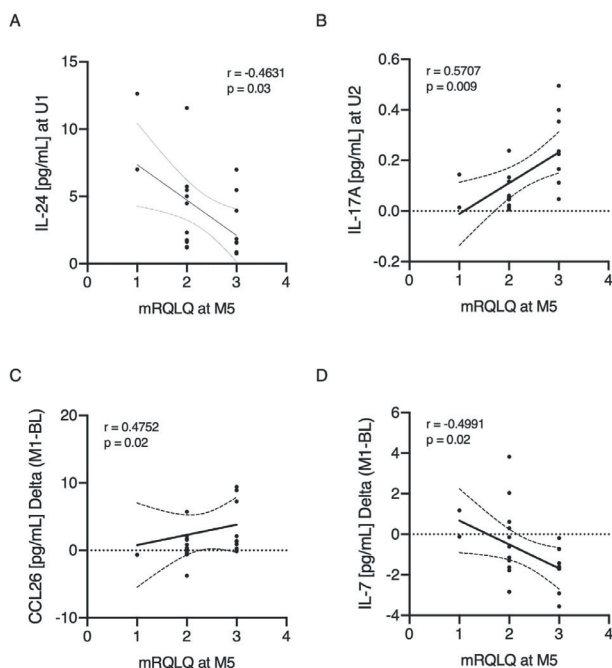 A
r = -0.4631
p = 0.03
IL-24 [pg/mL] at U1
15
10
5
0
0 1 2 3 4
mRQLQ at M5
B
r = 0.5707
p = 0.009
IL-17A [pg/mL] at U2
0.6
0.4
0.2
0.0
-0.2
0 1 2 3 4
mRQLQ at M5
C
r = 0.4752
p = 0.02
CCL26 [pg/mL] Delta (M1-BL)
20
10
0
-10
0 1 2 3 4
mRQLQ at M5
D
r = -0.4991
p = 0.02
IL-7 [pg/mL] Delta (M1-BL)
6
4
2
0
-2
-4
0 1 2 3 4
mRQLQ at M5